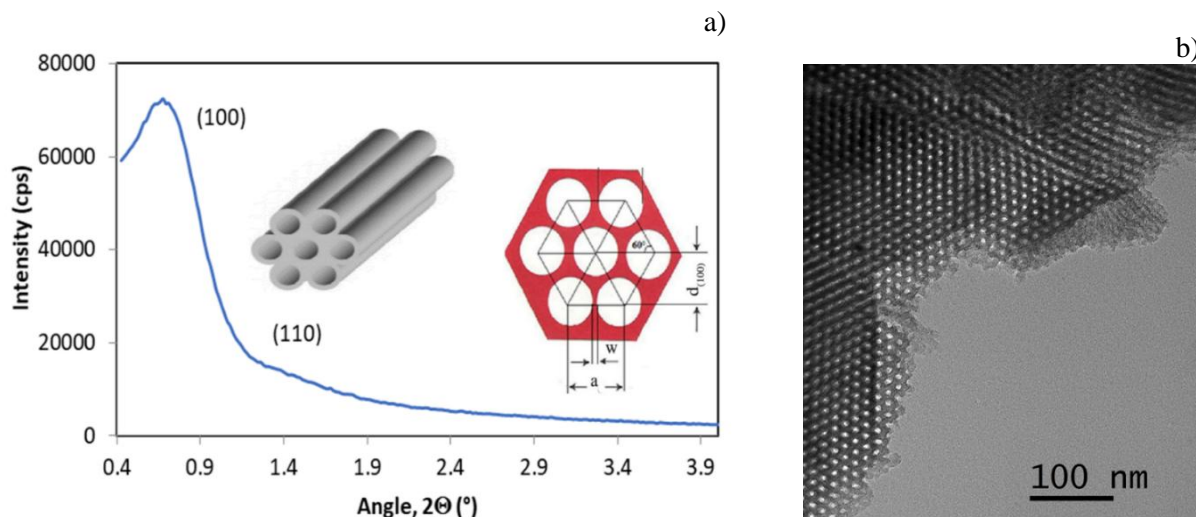 a)
b)
80000
60000
40000
20000
0
Intensity (cps)
(100)
(110)
60°
d(100)
w
a
0.4 0.9 1.4 1.9 2.4 2.9 3.4 3.9
Angle, 2Θ (°)
100 nm